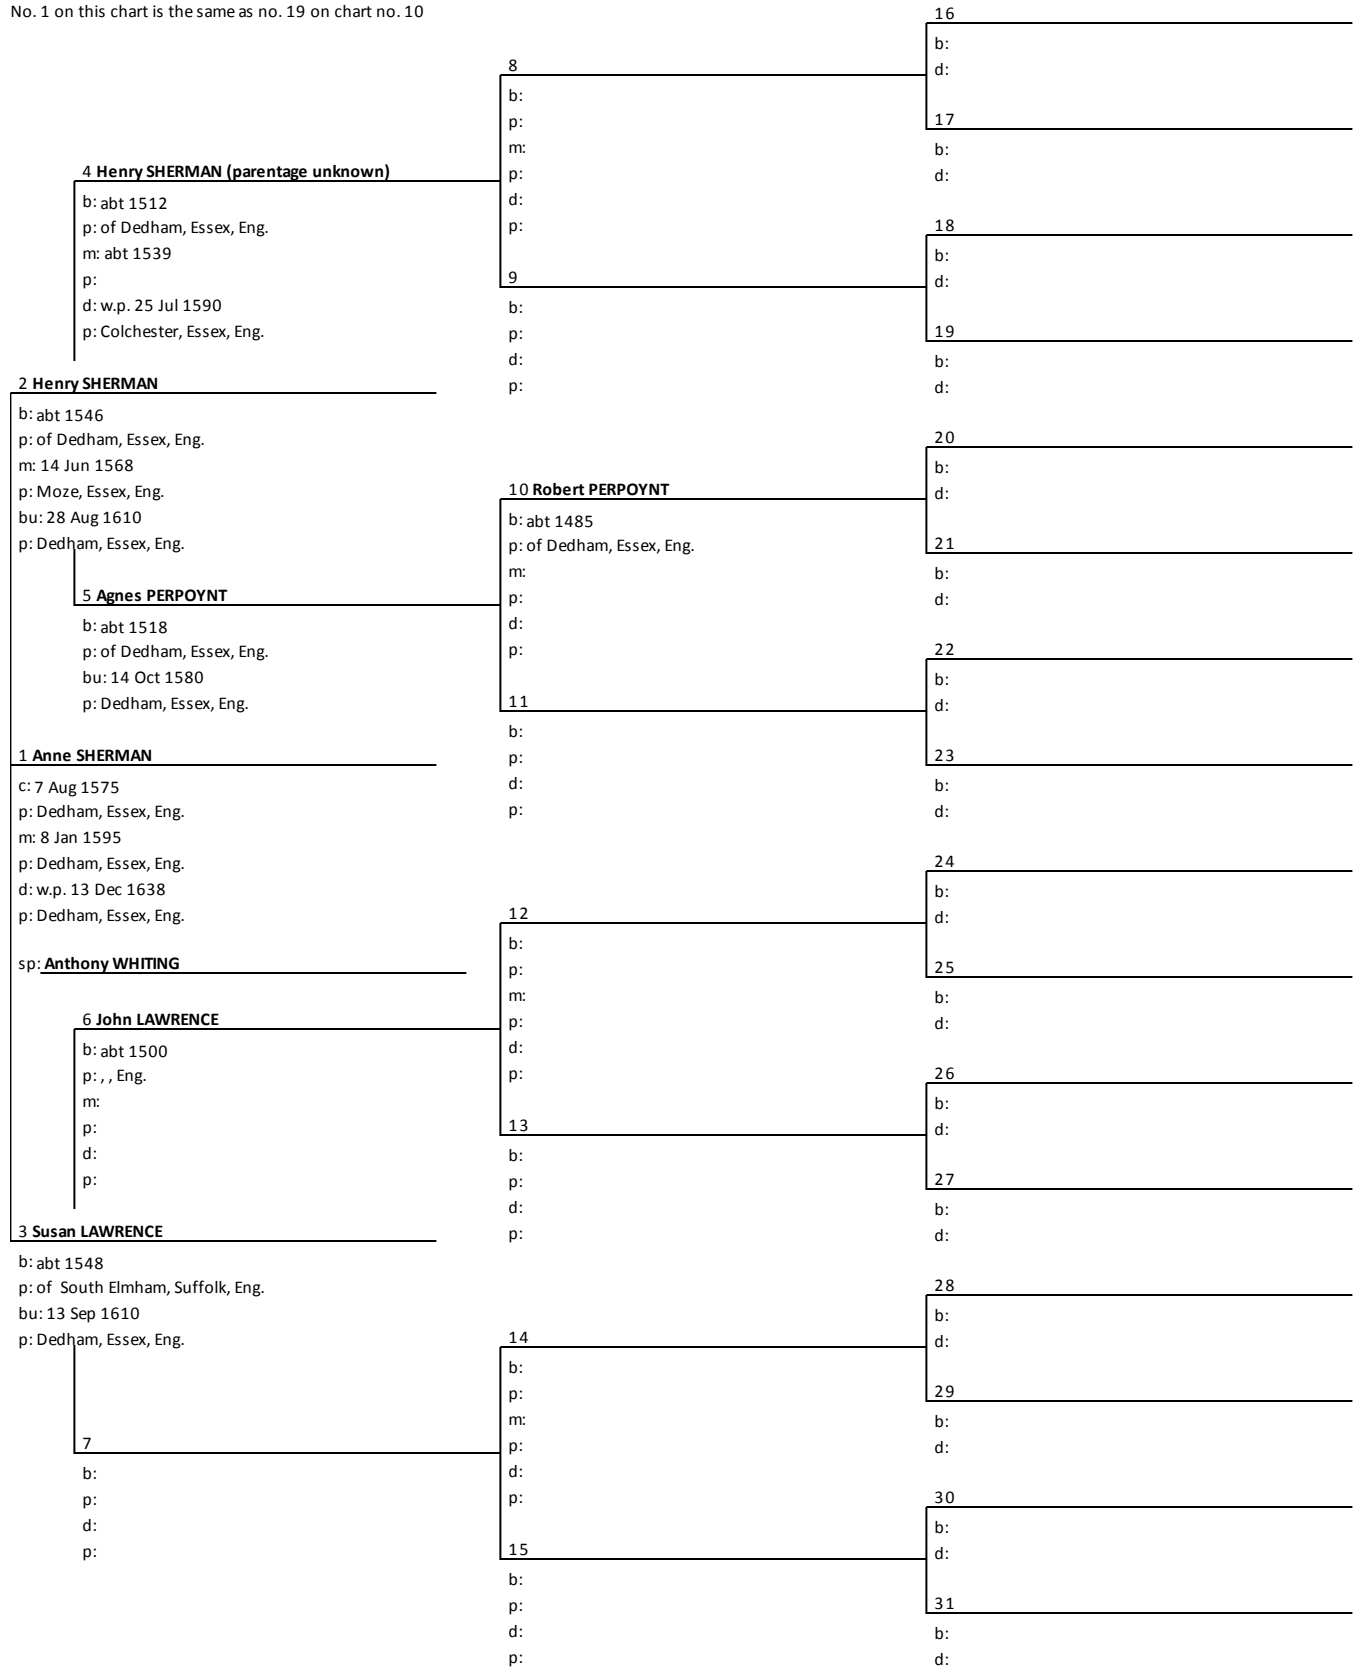 No. 1 on this chart is the same as no. 19 on chart no. 10
16
b:
d:
8
b:
p:
m:
p:
d:
p:
17
b:
d:
4 Henry SHERMAN (parentage unknown)
b: abt 1512
p: of Dedham, Essex, Eng.
m: abt 1539
p:
d: w.p. 25 Jul 1590
p: Colchester, Essex, Eng.
18
b:
d:
9
b:
p:
d:
p:
19
b:
d:
2 Henry SHERMAN
b: abt 1546
p: of Dedham, Essex, Eng.
m: 14 Jun 1568
p: Moze, Essex, Eng.
bu: 28 Aug 1610
p: Dedham, Essex, Eng.
20
b:
d:
10 Robert PERPOYNT
b: abt 1485
p: of Dedham, Essex, Eng.
m:
p:
d:
p:
21
b:
d:
5 Agnes PERPOYNT
b: abt 1518
p: of Dedham, Essex, Eng.
bu: 14 Oct 1580
p: Dedham, Essex, Eng.
22
b:
d:
11
b:
p:
d:
p:
23
b:
d:
1 Anne SHERMAN
c: 7 Aug 1575
p: Dedham, Essex, Eng.
m: 8 Jan 1595
p: Dedham, Essex, Eng.
d: w.p. 13 Dec 1638
p: Dedham, Essex, Eng.
sp: Anthony WHITING
24
b:
d:
12
b:
p:
m:
p:
d:
p:
25
b:
d:
6 John LAWRENCE
b: abt 1500
p: , , Eng.
m:
p:
d:
p:
26
b:
d:
13
b:
p:
d:
p:
27
b:
d:
3 Susan LAWRENCE
b: abt 1548
p: of South Elmham, Suffolk, Eng.
bu: 13 Sep 1610
p: Dedham, Essex, Eng.
28
b:
d:
14
b:
p:
m:
p:
d:
p:
29
b:
d:
7
b:
p:
d:
p:
30
b:
d:
15
b:
p:
d:
p:
31
b:
d: